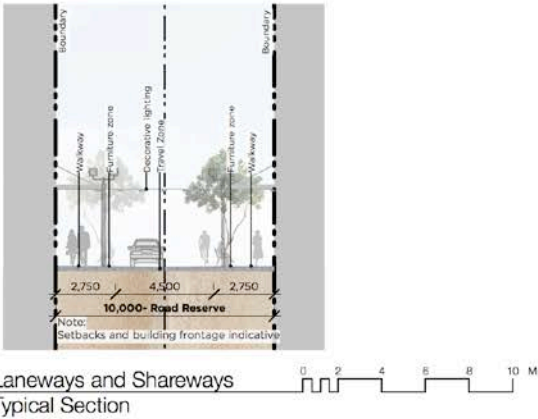 Boundary
Boundary
Walkway
Furniture zone
Decorative lighting
Travel Zone
Furniture zone
Walkway
2,750
4,500
2,750
10,000- Road Reserve
Note:
Setbacks and building frontage indicative
Laneways and Shareways
Typical Section
0 2 4 6 8 10 M